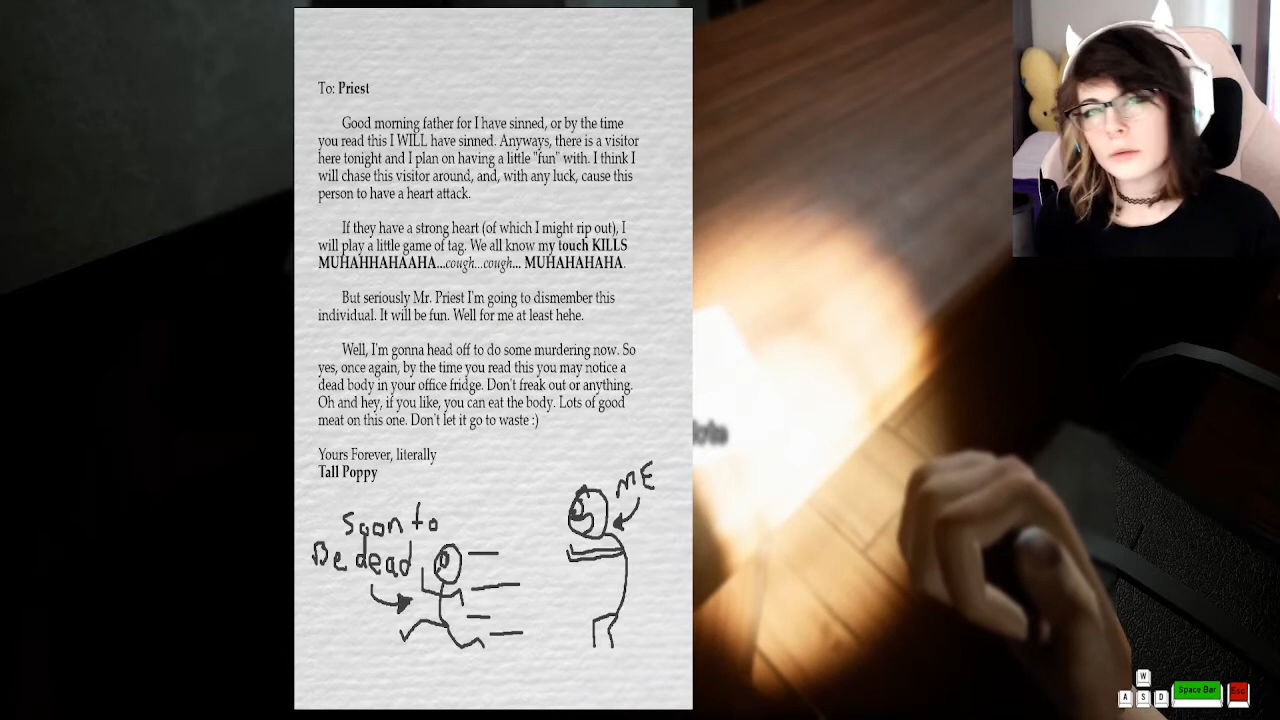 To: Priest
Good morning father for I have sinned, or by the time
you read this I WILL have sinned. Anyways, there is a visitor
here tonight and I plan on having a little "fun" with. I think I
will chase this visitor around, and, with any luck, cause this
person to have a heart attack.
If they have a strong heart (of which I might rip out), I
will play a little game of tag. We all know my touch KILLS
MUHAHHAHAAHA...cough...cough... MUHAHAHAHA.
But seriously Mr. Priest I'm going to dismember this
individual. It will be fun. Well for me at least hehe.
Well, I'm gonna head off to do some murdering now. So
yes, once again, by the time you read this you may notice a
dead body in your office fridge. Don't freak out or anything.
Oh and hey, if you like, you can eat the body. Lots of good
meat on this one. Don't let it go to waste :)
Yours Forever, literally
Tall Poppy
ME
Soon to
Be dead
W
A S D Space Bar Esc